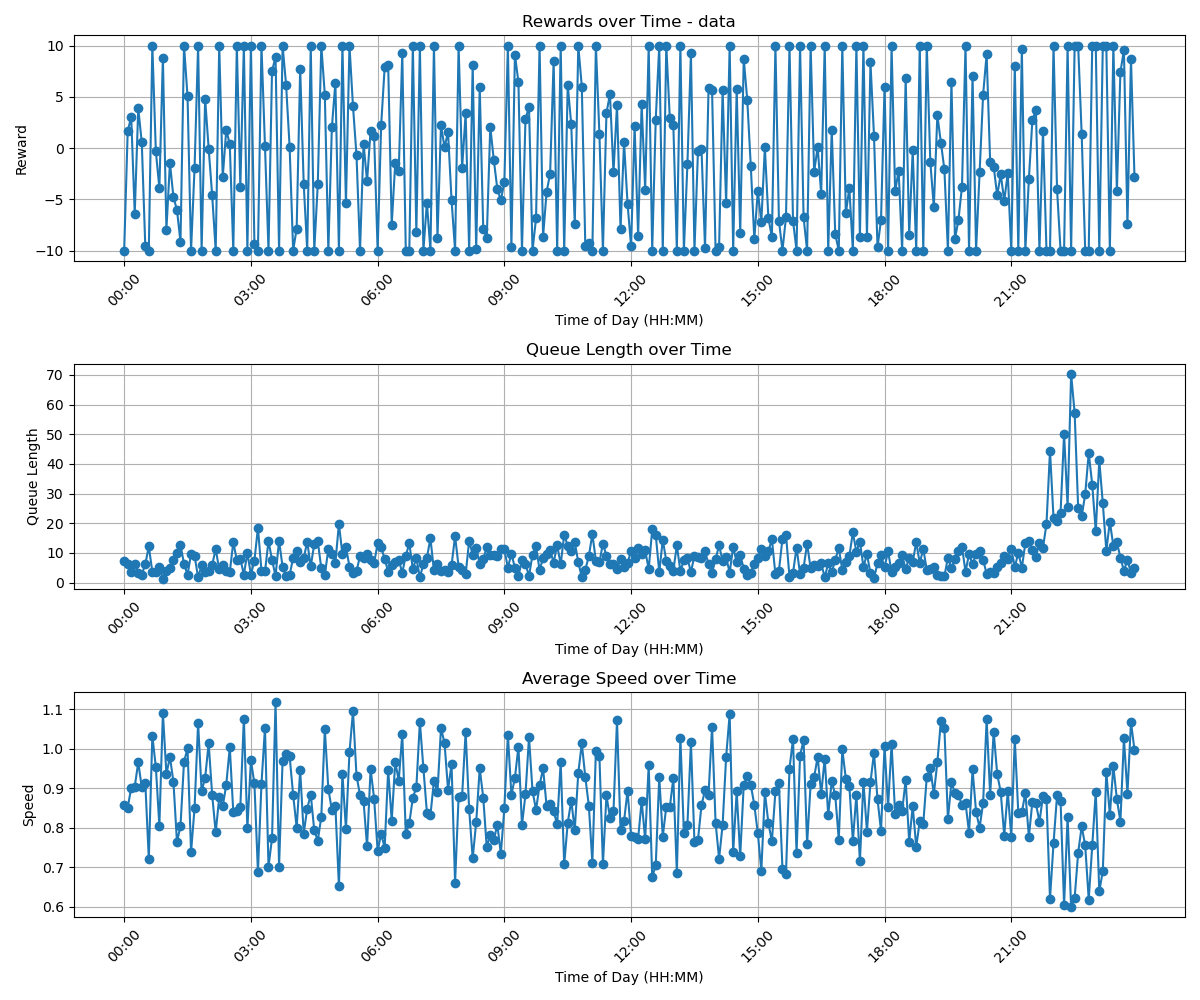 Rewards over Time - data
Reward
10
5
0
−5
−10
00:00 03:00 06:00 09:00 12:00 15:00 18:00 21:00
Time of Day (HH:MM)
Queue Length over Time
Queue Length
70
60
50
40
30
20
10
0
00:00 03:00 06:00 09:00 12:00 15:00 18:00 21:00
Time of Day (HH:MM)
Average Speed over Time
Speed
1.1
1.0
0.9
0.8
0.7
0.6
00:00 03:00 06:00 09:00 12:00 15:00 18:00 21:00
Time of Day (HH:MM)